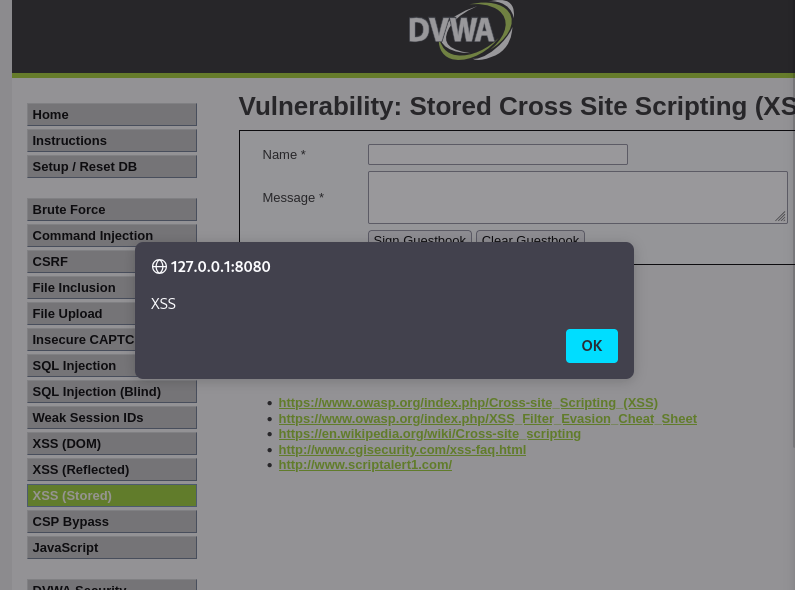 DVWA
Vulnerability: Stored Cross Site Scripting (XS
Home
Instructions
Setup / Reset DB
Brute Force
Command Injection
CSRF
File Inclusion
File Upload
Insecure CAPTC
SQL Injection
SQL Injection (Blind)
Weak Session IDs
XSS (DOM)
XSS (Reflected)
XSS (Stored)
CSP Bypass
JavaScript
DVWA Security
Name *
Message *
Sign Guestbook Clear Guestbook
127.0.0.1:8080
XSS
OK
• https://www.owasp.org/index.php/Cross-site_Scripting_(XSS)
• https://www.owasp.org/index.php/XSS_Filter_Evasion_Cheat_Sheet
• https://en.wikipedia.org/wiki/Cross-site_scripting
• http://www.cgisecurity.com/xss-faq.html
• http://www.scriptalert1.com/